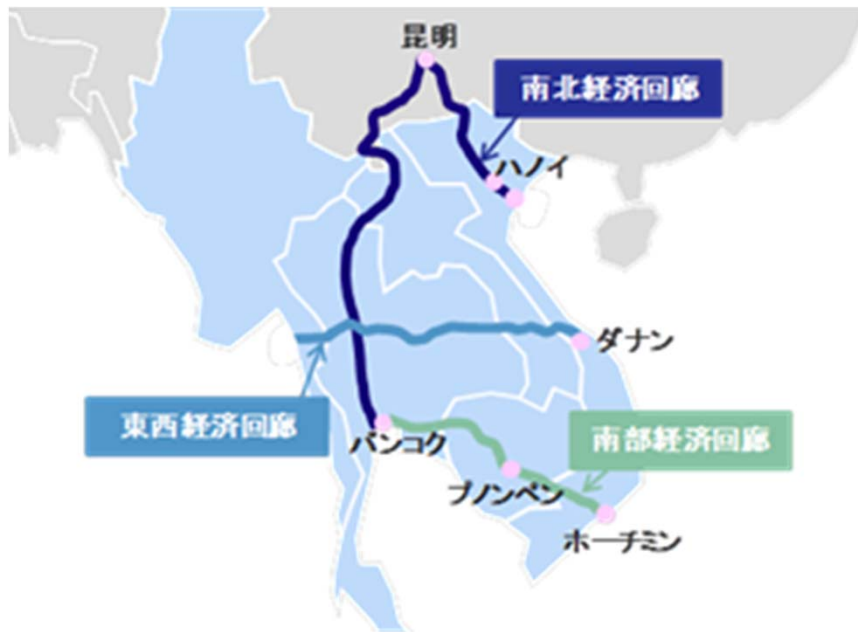 昆明
南北経済回廊
ハノイ
ダナン
東西経済回廊
バンコク
南部経済回廊
プノンペン
ホーチミン